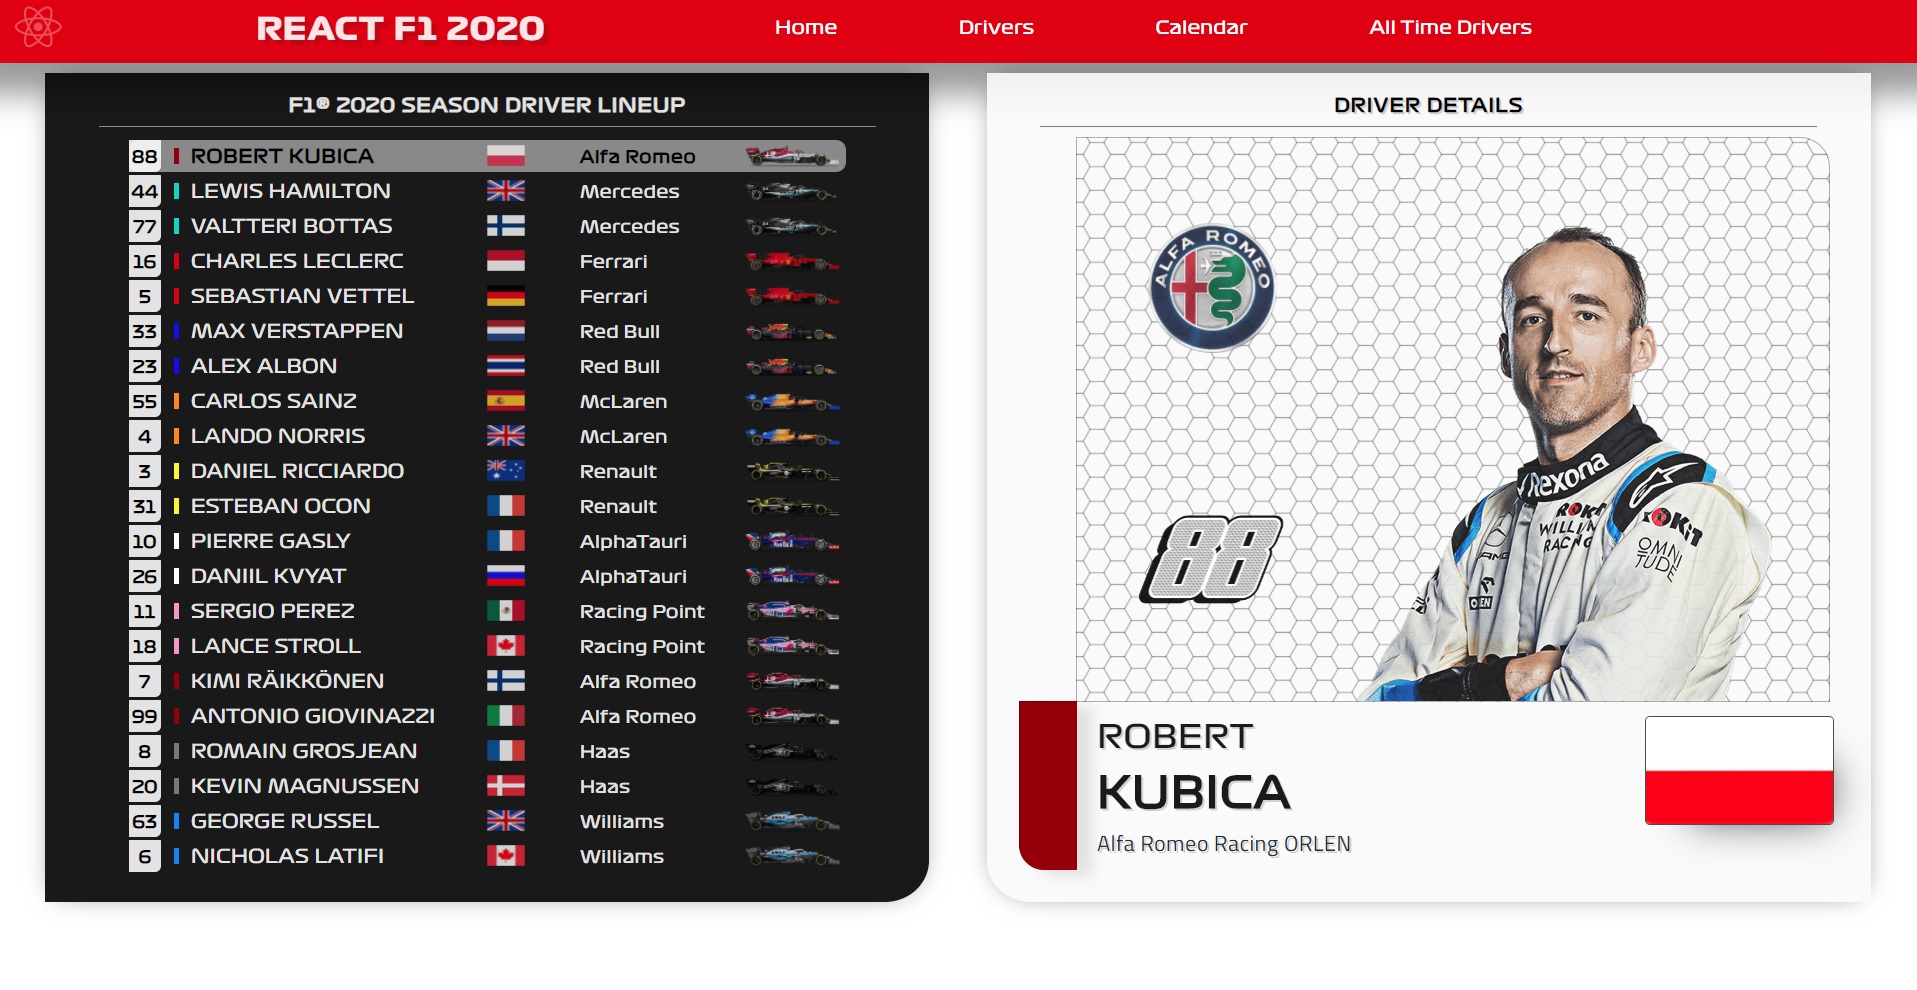 REACT F1 2020
Home
Drivers
Calendar
All Time Drivers
F1® 2020 SEASON DRIVER LINEUP
88 ROBERT KUBICA Alfa Romeo
44 LEWIS HAMILTON Mercedes
77 VALTTERI BOTTAS Mercedes
16 CHARLES LECLERC Ferrari
5 SEBASTIAN VETTEL Ferrari
33 MAX VERSTAPPEN Red Bull
23 ALEX ALBON Red Bull
55 CARLOS SAINZ McLaren
4 LANDO NORRIS McLaren
3 DANIEL RICCIARDO Renault
31 ESTEBAN OCON Renault
10 PIERRE GASLY AlphaTauri
26 DANIIL KVYAT AlphaTauri
11 SERGIO PEREZ Racing Point
18 LANCE STROLL Racing Point
7 KIMI RÄIKKÖNEN Alfa Romeo
99 ANTONIO GIOVINAZZI Alfa Romeo
8 ROMAIN GROSJEAN Haas
20 KEVIN MAGNUSSEN Haas
63 GEORGE RUSSEL Williams
6 NICHOLAS LATIFI Williams
DRIVER DETAILS
ALFA ROMEO
88
Rexona
ROKiT
RACING
ROKiT
OMNI
TUDE
AMG
ROBERT
KUBICA
Alfa Romeo Racing ORLEN